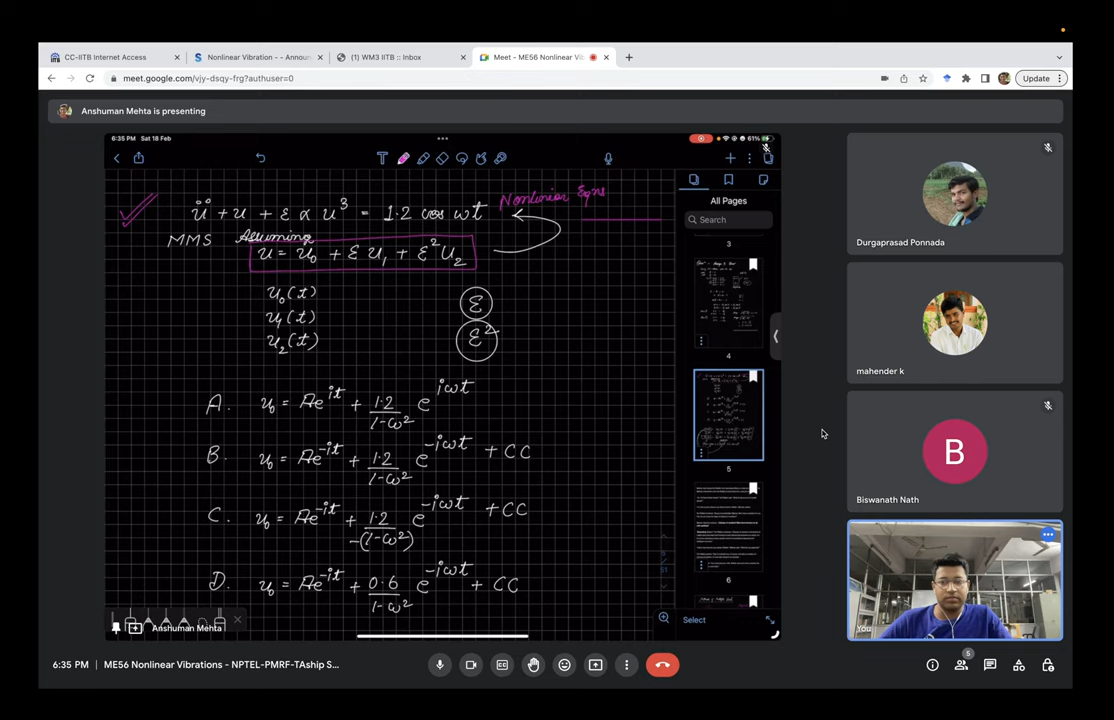 CC-IITB Internet Access
Nonlinear Vibration - - Announ
(1) WM3 IITB :: Inbox
Meet - ME56 Nonlinear Vib
meet.google.com/vjy-dsqy-frg?authuser=0
Update
Anshuman Mehta is presenting
6:35 PM Sat 18 Feb
61%
Nonlinear Eqns
ü + u + ε α u³ = 1.2 cos ωt
MMS Assuming
u = u₀ + ε u₁ + ε² u₂
u₀(t)
u₁(t)
u₂(t)
ε
ε²
A. u₀ = Ae^{it} + 1.2/(1-ω²) e^{iωt}
B. u₀ = Ae^{-it} + 1.2/(1-ω²) e^{-iωt} + CC
C. u₀ = Ae^{-it} + 1.2/-(1-ω²) e^{-iωt} + CC
D. u₀ = Ae^{-it} + 0.6/(1-ω²) e^{-iωt} + CC
Anshuman Mehta
All Pages
Search
3
4
5
6
Select
Durgaprasad Ponnada
mahender k
B
Biswanath Nath
You
6:35 PM | ME56 Nonlinear Vibrations - NPTEL-PMRF-TAship S...
5